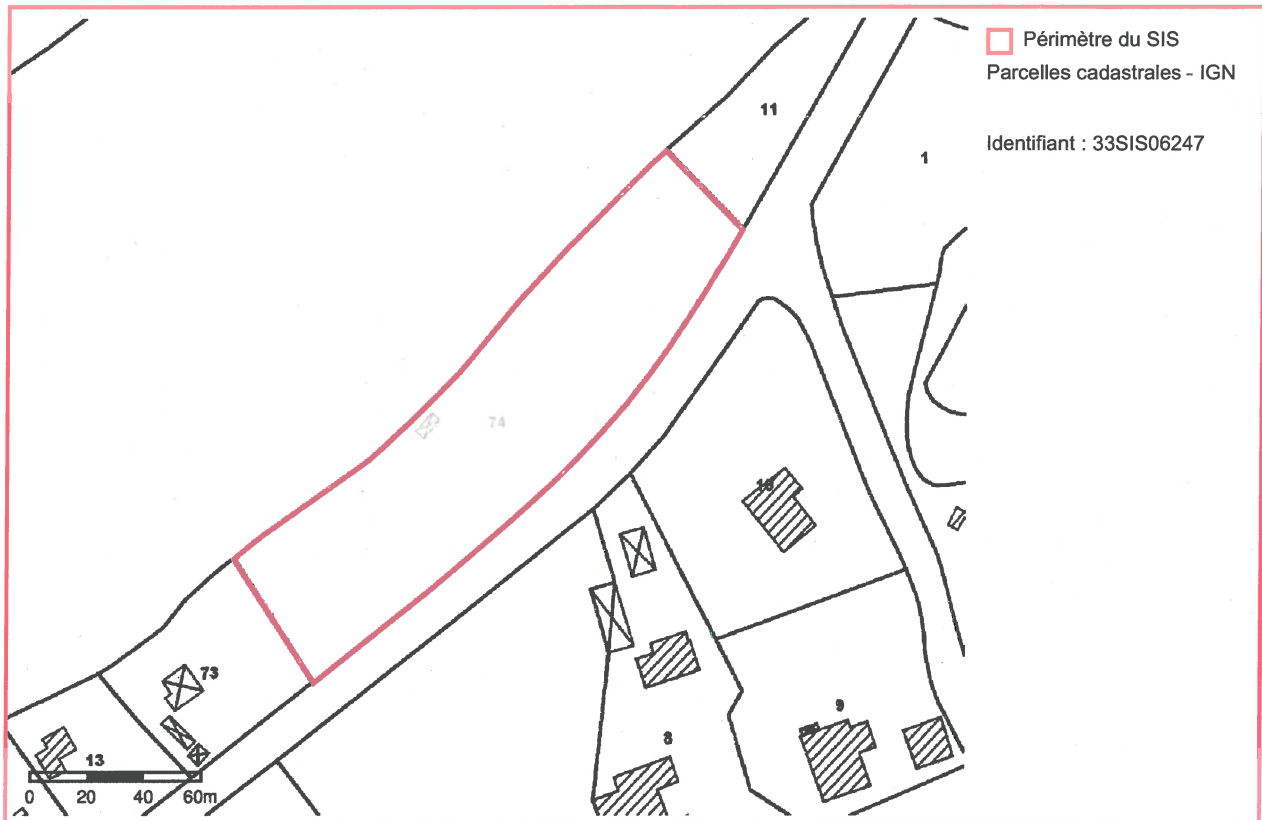 Périmètre du SIS
Parcelles cadastrales - IGN
Identifiant : 33SIS06247
11
1
74
10
73
9
8
13
0 20 40 60m